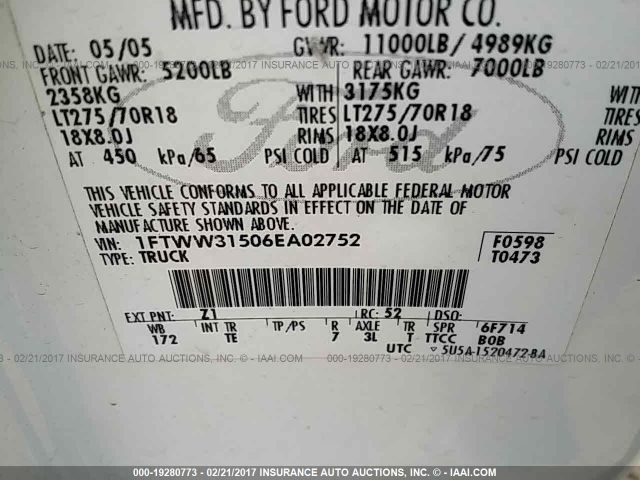 MFD. BY FORD MOTOR CO.
DATE: 05/05 GVWR: 11000LB/ 4989KG
FRONT GAWR: 5200LB REAR GAWR: 7000LB
2358KG WITH 3175KG WITH
LT275/70R18 TIRES LT275/70R18 TIRES
18X8.0J RIMS 18X8.0J RIMS
AT 450 kPa/65 PSI COLD AT 515 kPa/75 PSI COLD
Ford
THIS VEHICLE CONFORMS TO ALL APPLICABLE FEDERAL MOTOR
VEHICLE SAFETY STANDARDS IN EFFECT ON THE DATE OF
MANUFACTURE SHOWN ABOVE.
VIN: 1FTWW31506EA02752 F0598
TYPE: TRUCK T0473
EXT PNT: Z1 RC: 52 DSO:
WB INT TR TP/PS R AXLE TR SPR 6F714
172 TE 7 3L T TTCC BOB
UTC ▽ 5U5A-1520472-BA
000-19280773 - 02/21/2017 INSURANCE AUTO AUCTIONS - © - IAAI.COM